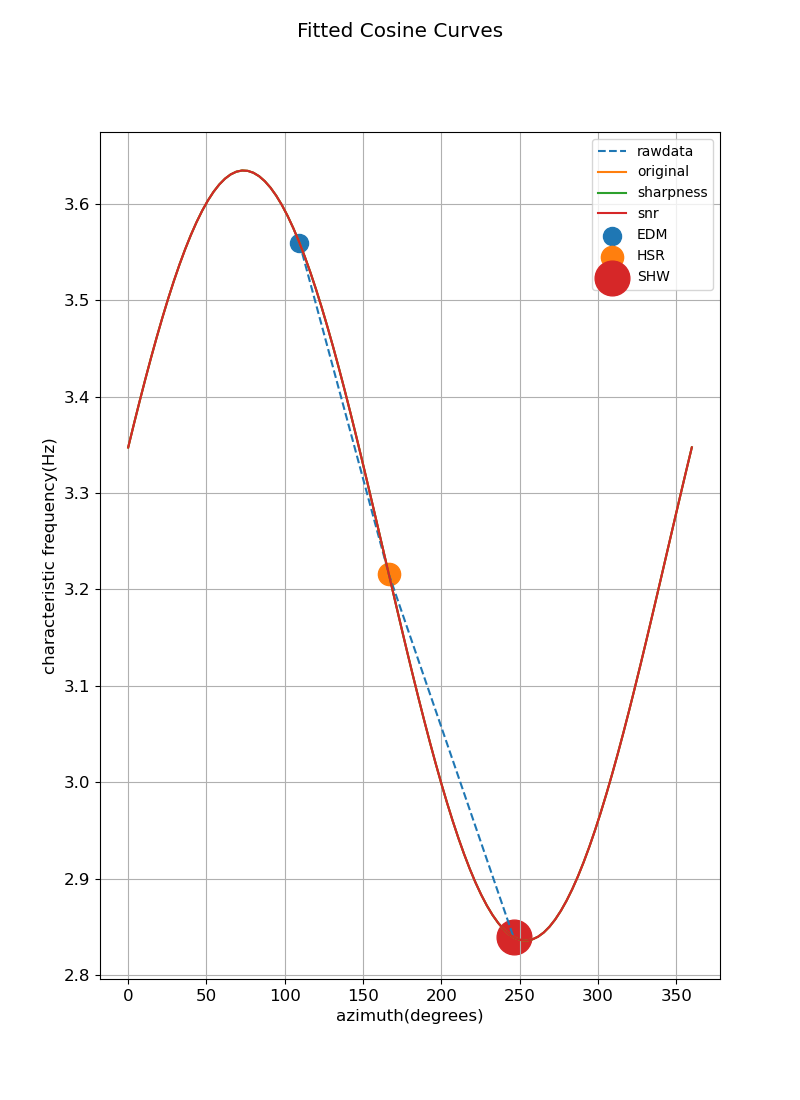 Fitted Cosine Curves
rawdata
original
sharpness
snr
EDM
HSR
SHW
characteristic frequency(Hz)
3.6
3.5
3.4
3.3
3.2
3.1
3.0
2.9
2.8
0 50 100 150 200 250 300 350
azimuth(degrees)